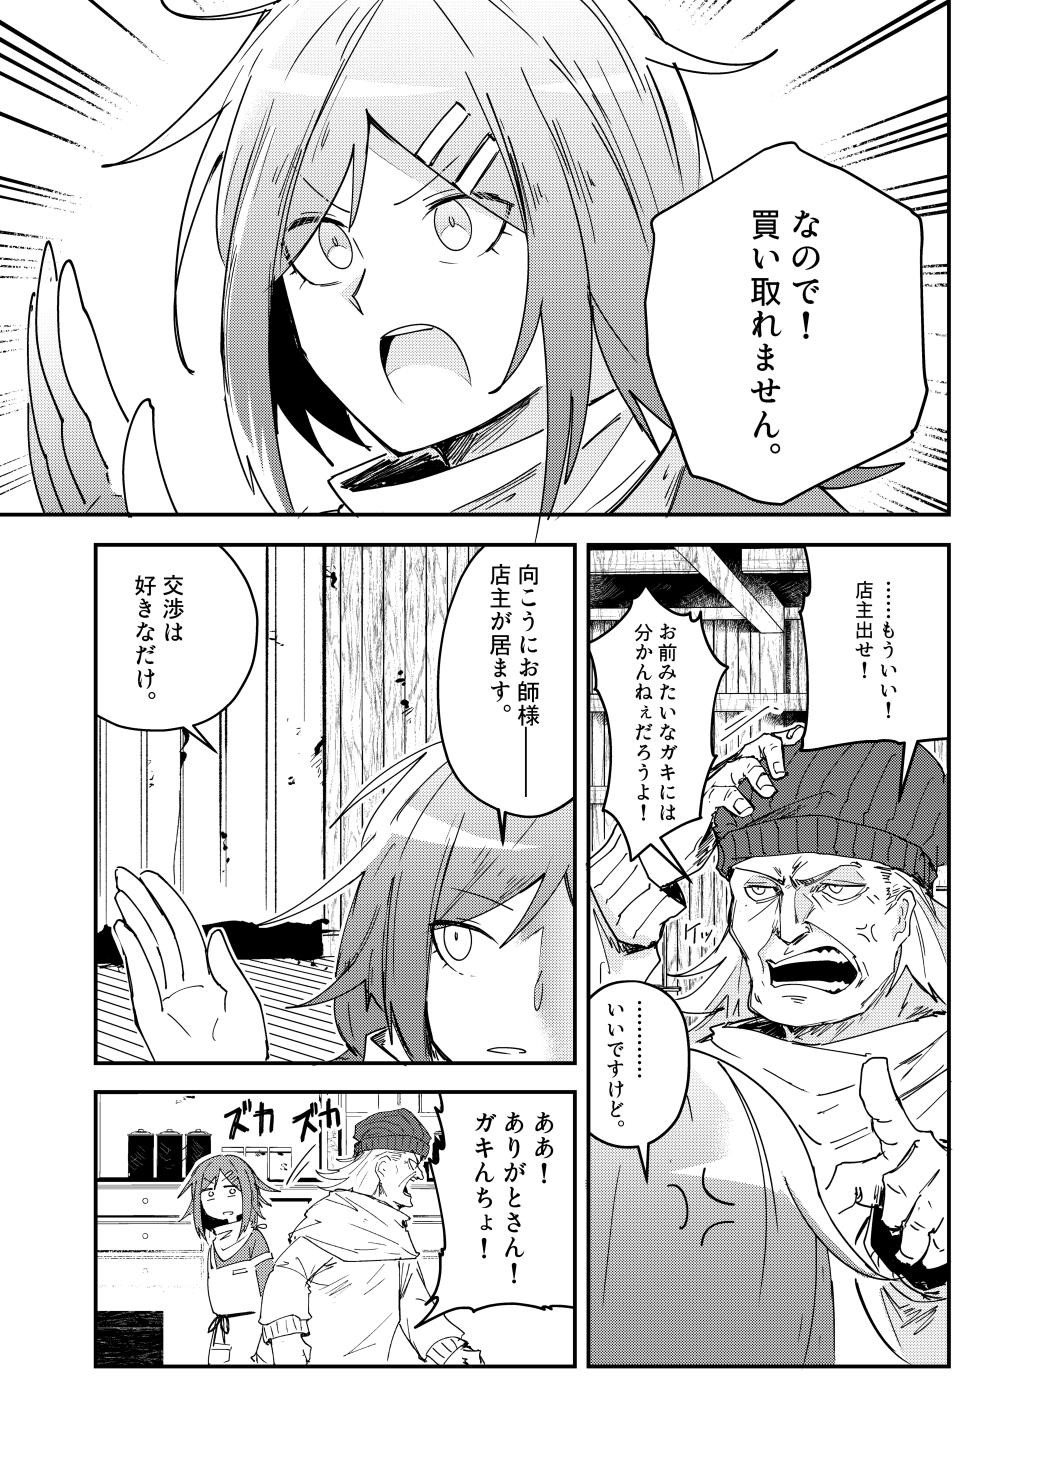 なので！
買い取れません。
……もういい！
店主出せ！
お前みたいなガキには
分かんねぇだろうよ！
ケッ
…………
いいですけど。
向こうにお師様
店主が居ます。
――
交渉は
好きなだけ。
ズカ
ズカ
ああ！
ありがとさん！
ガキんちょ！